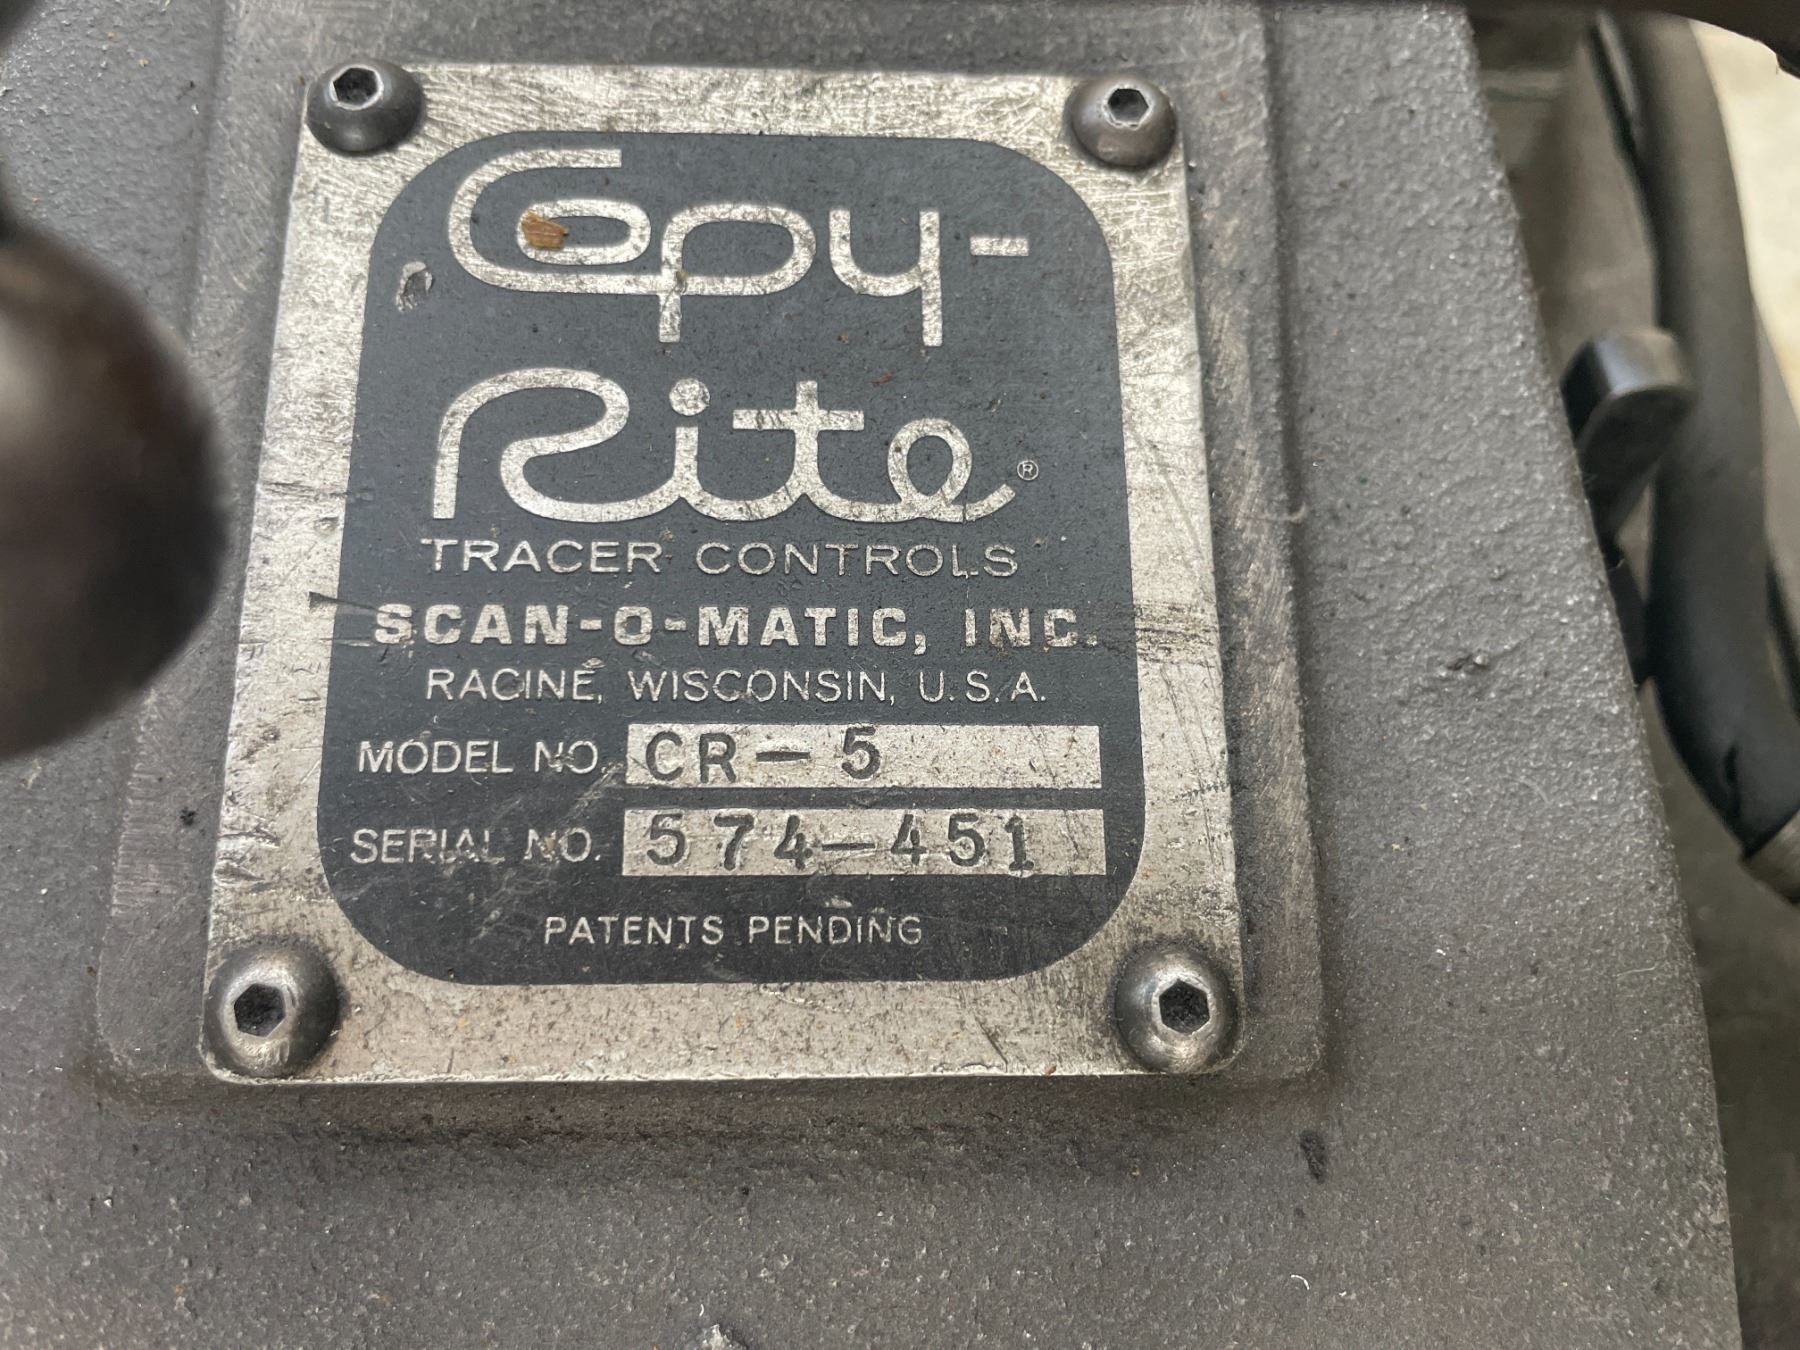 Copy-
Rite®
TRACER CONTROLS
SCAN-O-MATIC, INC.
RACINE, WISCONSIN, U.S.A.
MODEL NO. CR-5
SERIAL NO. 574-451
PATENTS PENDING